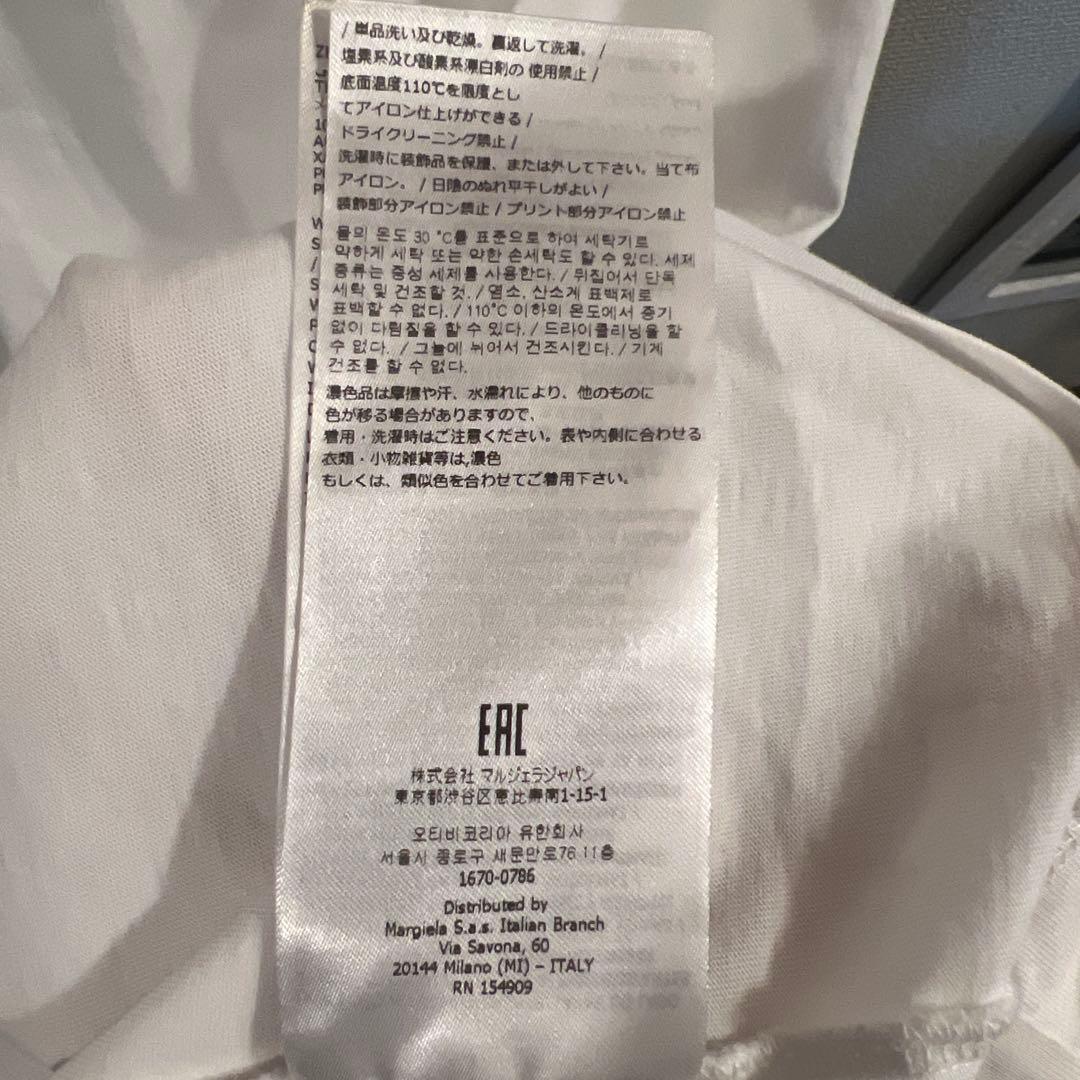 / 単品洗い及び乾燥。裏返して洗濯。 /
塩素系及び酸素系漂白剤の 使用禁止 /
底面温度110℃を限度とし
てアイロン仕上げができる /
ドライクリーニング禁止 /
洗濯時に装飾品を保護、または外して下さい。当て布
アイロン。 / 日陰のぬれ平干しがよい /
装飾部分アイロン禁止 / プリント部分アイロン禁止
물의 온도 30 °C를 표준으로 하여 세탁기로
약하게 세탁 또는 약한 손세탁도 할 수 있다. 세제
종류는 중성 세제를 사용한다. / 뒤집어서 단독
세탁 및 건조할 것. / 염소, 산소계 표백제로
표백할 수 없다. / 110°C 이하의 온도에서 증기
없이 다림질을 할 수 있다. / 드라이클리닝을 할
수 없다. / 그늘에 뉘어서 건조시킨다. / 기계
건조를 할 수 없다.
濃色品は摩擦や汗、水濡れにより、他のものに
色が移る場合がありますので、
着用・洗濯時はご注意ください。表や内側に合わせる
衣類・小物雑貨等は,濃色
もしくは、類似色を合わせてご着用下さい。
EAC
株式会社 マルジェラジャパン
東京都渋谷区恵比寿南1-15-1
오티비코리아 유한회사
서울시 종로구 새문안로76 11층
1670-0786
Distributed by
Margiela S.a.s. Italian Branch
Via Savona, 60
20144 Milano (MI) – ITALY
RN 154909